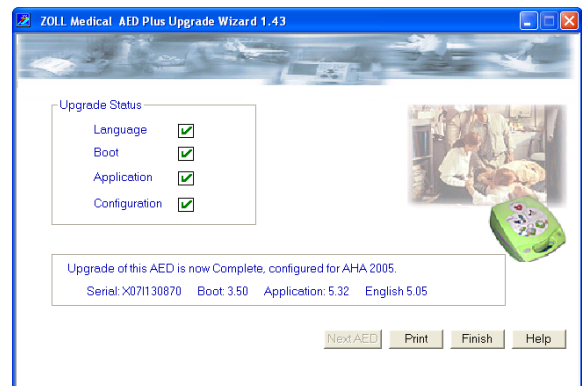 ZOLL Medical AED Plus Upgrade Wizard 1.43
Upgrade Status
Language
Boot
Application
Configuration
Upgrade of this AED is now Complete, configured for AHA 2005.
Serial: X07I130870 Boot: 3.50 Application: 5.32 English 5.05
Next AED Print Finish Help